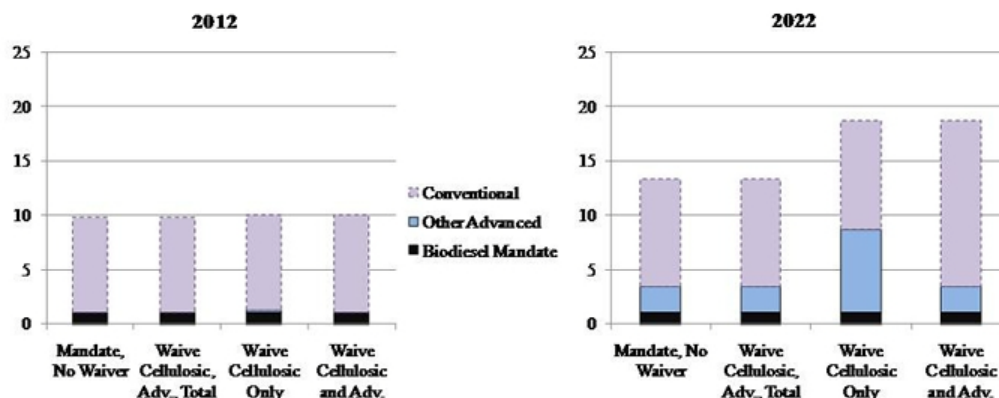 2012
25
20
15
10
5
0
Mandate,
No Waiver
Waive
Cellulosic,
Adv., Total
Waive
Cellulosic
Only
Waive
Cellulosic
and Adv.
Conventional
Other Advanced
Biodiesel Mandate
2022
25
20
15
10
5
0
Mandate, No
Waiver
Waive
Cellulosic,
Adv., Total
Waive
Cellulosic
Only
Waive
Cellulosic
and Adv.